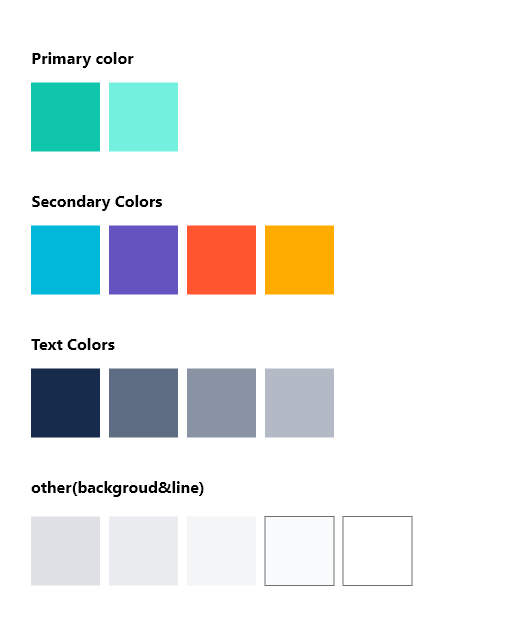 Primary color
Secondary Colors
Text Colors
other(backgroud&line)